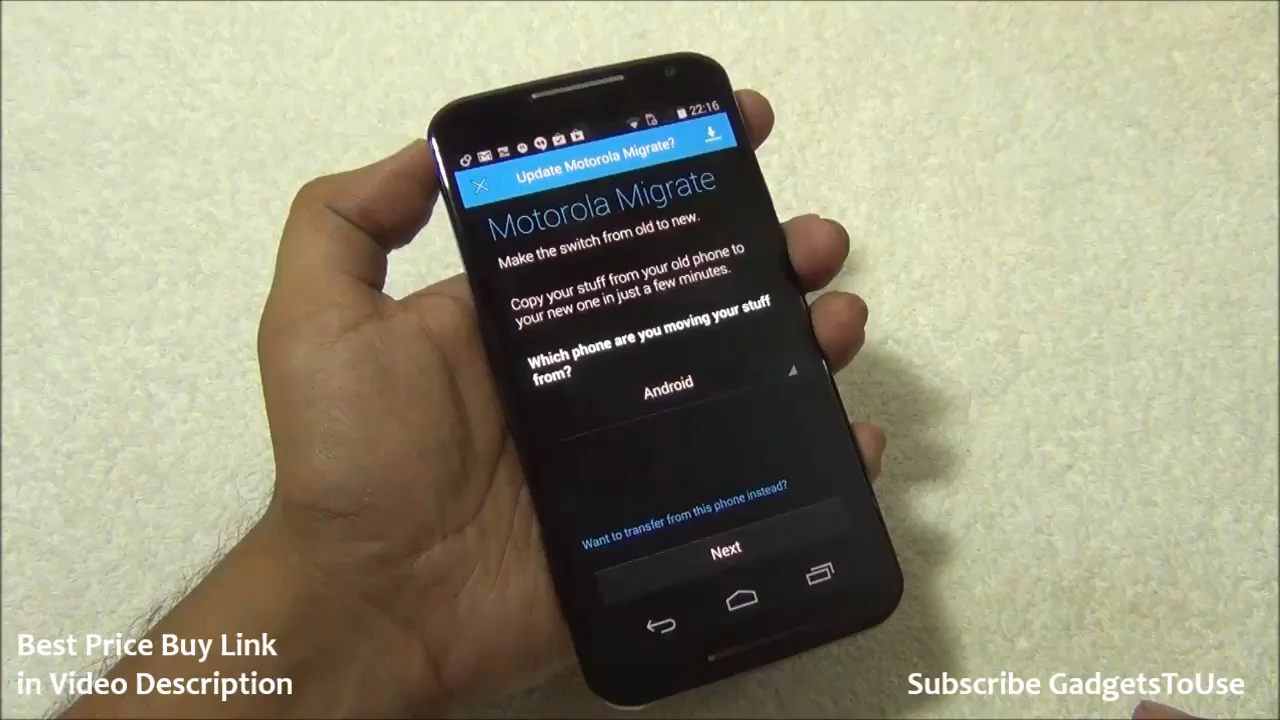 22:16
Update Motorola Migrate?
Motorola Migrate
Make the switch from old to new.
Copy your stuff from your old phone to
your new one in just a few minutes.
Which phone are you moving your stuff
from?
Android
Want to transfer from this phone instead?
Next
Best Price Buy Link
in Video Description
Subscribe GadgetsToUse